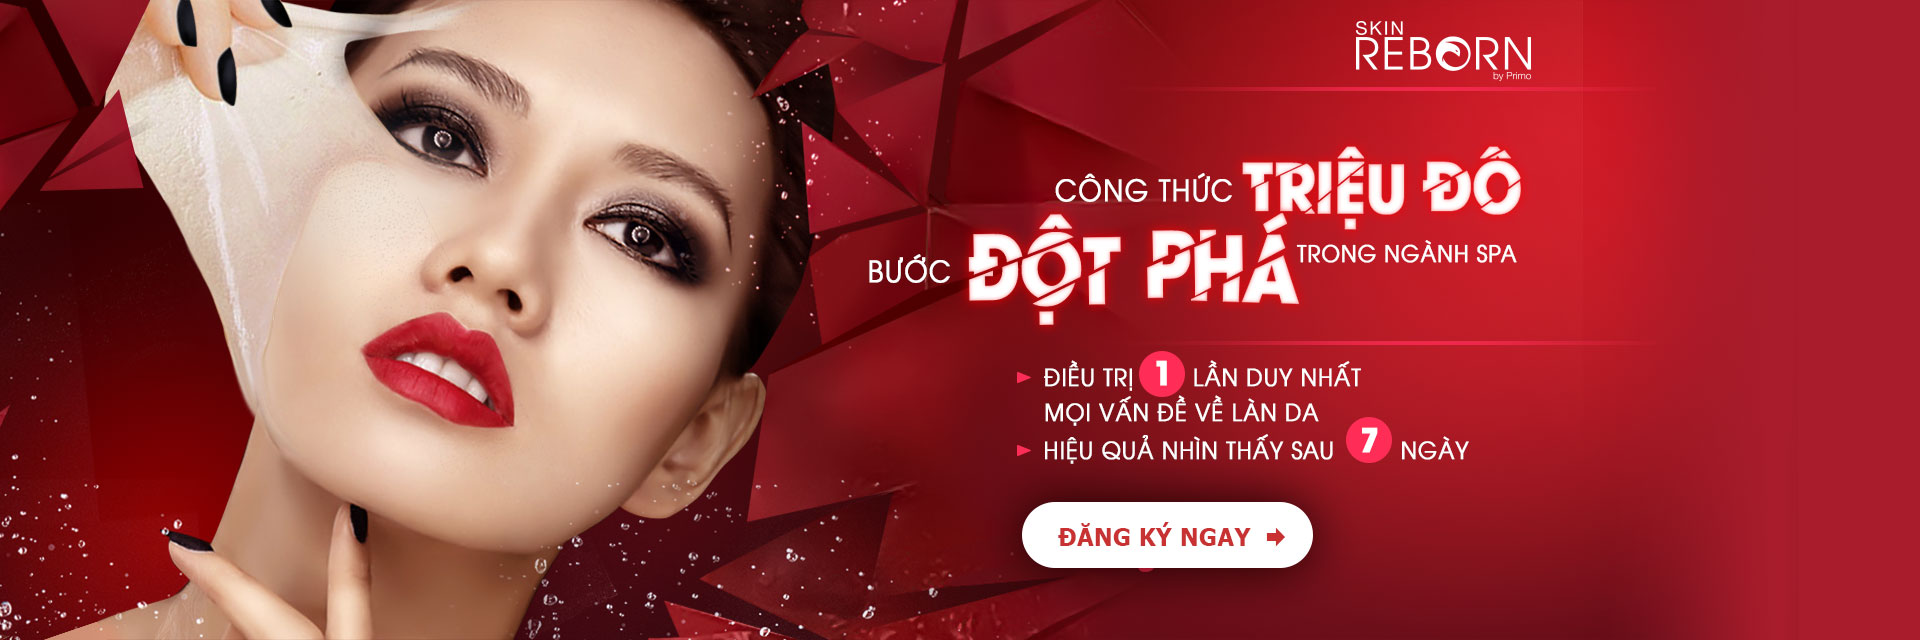 SKIN
REBORN
by Primo
CÔNG THỨC TRIỆU ĐÔ
BƯỚC ĐỘT PHÁ TRONG NGÀNH SPA
ĐIỀU TRỊ 1 LẦN DUY NHẤT
MỌI VẤN ĐỀ VỀ LÀN DA
HIỆU QUẢ NHÌN THẤY SAU 7 NGÀY
ĐĂNG KÝ NGAY